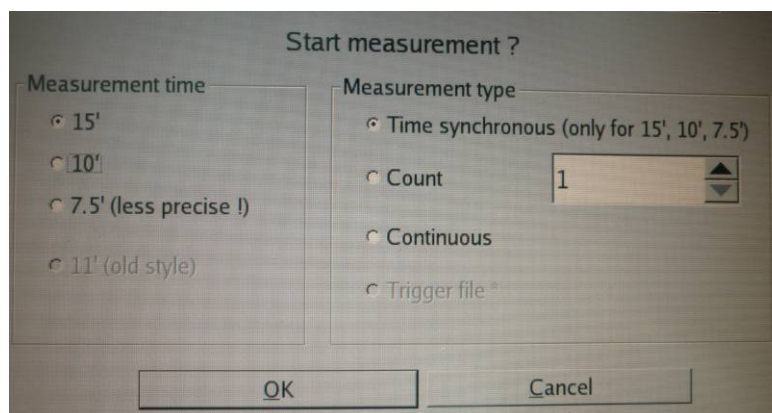 Start measurement ?
Measurement time
15'
10'
7.5' (less precise !)
11' (old style)
Measurement type
Time synchronous (only for 15', 10', 7.5')
Count
1
Continuous
Trigger file *
OK
Cancel